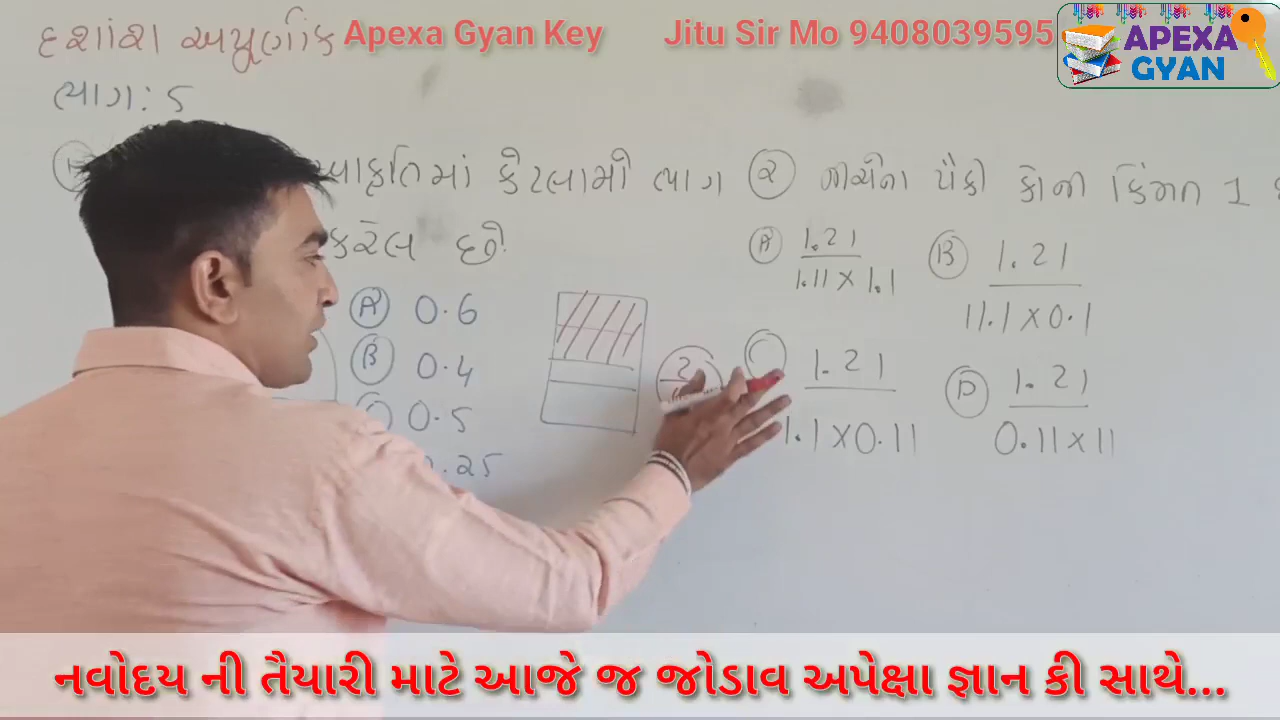 દશાંશ અપૂર્ણાંક Apexa Gyan Key Jitu Sir Mo 9408039595
APEXA GYAN
ભાગ: 5
આકૃતિમાં કેટલામો ભાગ
કરેલ છે
A 0.6
B 0.4
0.5
.25
2
૨ નીચેના પૈકી કોની કિંમત 1
A 1.21 / 1.11 × 1.1
B 1.21 / 11.1 × 0.1
C 1.21 / 1.1 × 0.11
D 1.21 / 0.11 × 11
નવોદય ની તૈયારી માટે આજે જ જોડાવ અપેક્ષા જ્ઞાન કી સાથે...